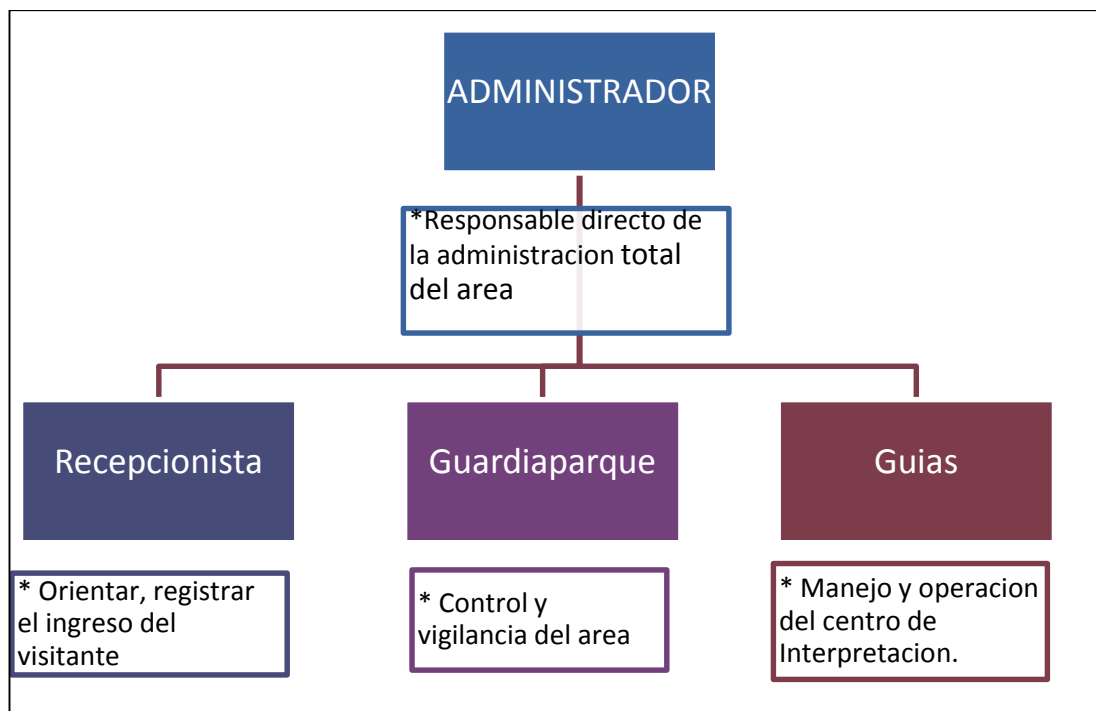 ADMINISTRADOR
*Responsable directo de
la administracion total
del area
Recepcionista
Guardiaparque
Guias
* Orientar, registrar
el ingreso del
visitante
* Control y
vigilancia del area
* Manejo y operacion
del centro de
Interpretacion.